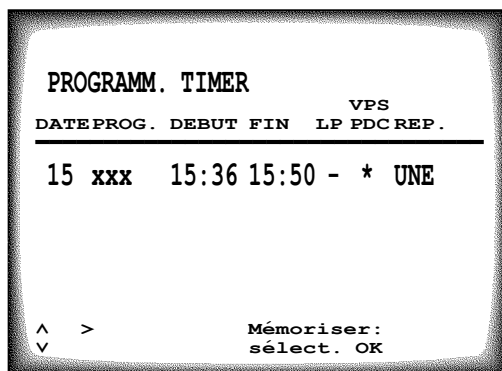 PROGRAMM. TIMER
VPS
DATE PROG. DEBUT FIN LP PDC REP.
15 xxx 15:36 15:50 - * UNE
^ > Mémoriser:
v sélect. OK